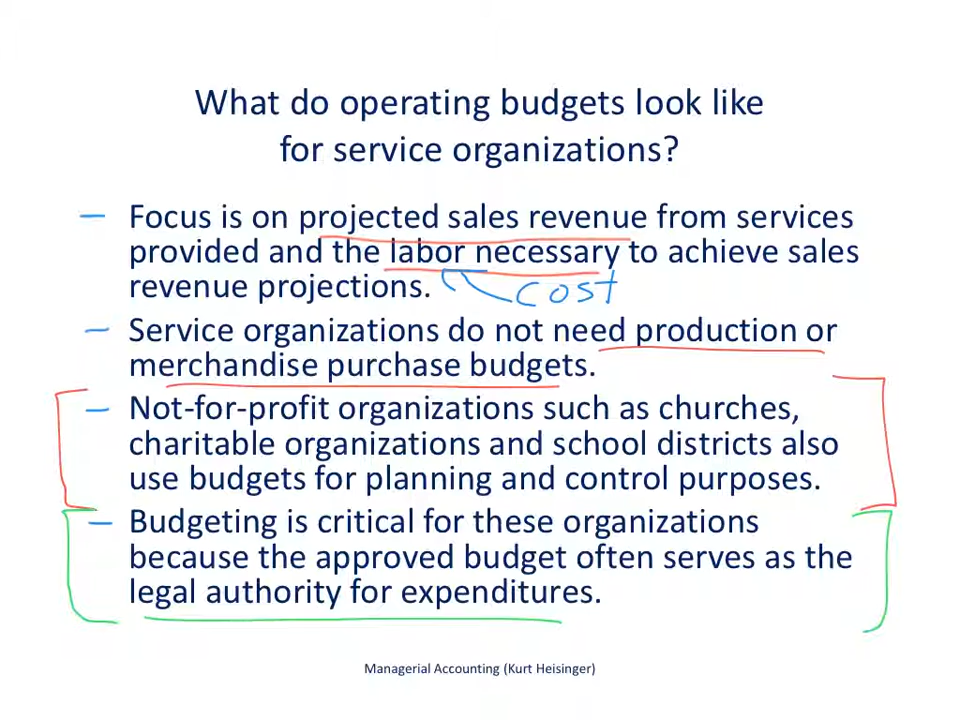 What do operating budgets look like
for service organizations?
— Focus is on projected sales revenue from services
provided and the labor necessary to achieve sales
revenue projections.
cost
— Service organizations do not need production or
merchandise purchase budgets.
— Not-for-profit organizations such as churches,
charitable organizations and school districts also
use budgets for planning and control purposes.
— Budgeting is critical for these organizations
because the approved budget often serves as the
legal authority for expenditures.
Managerial Accounting (Kurt Heisinger)